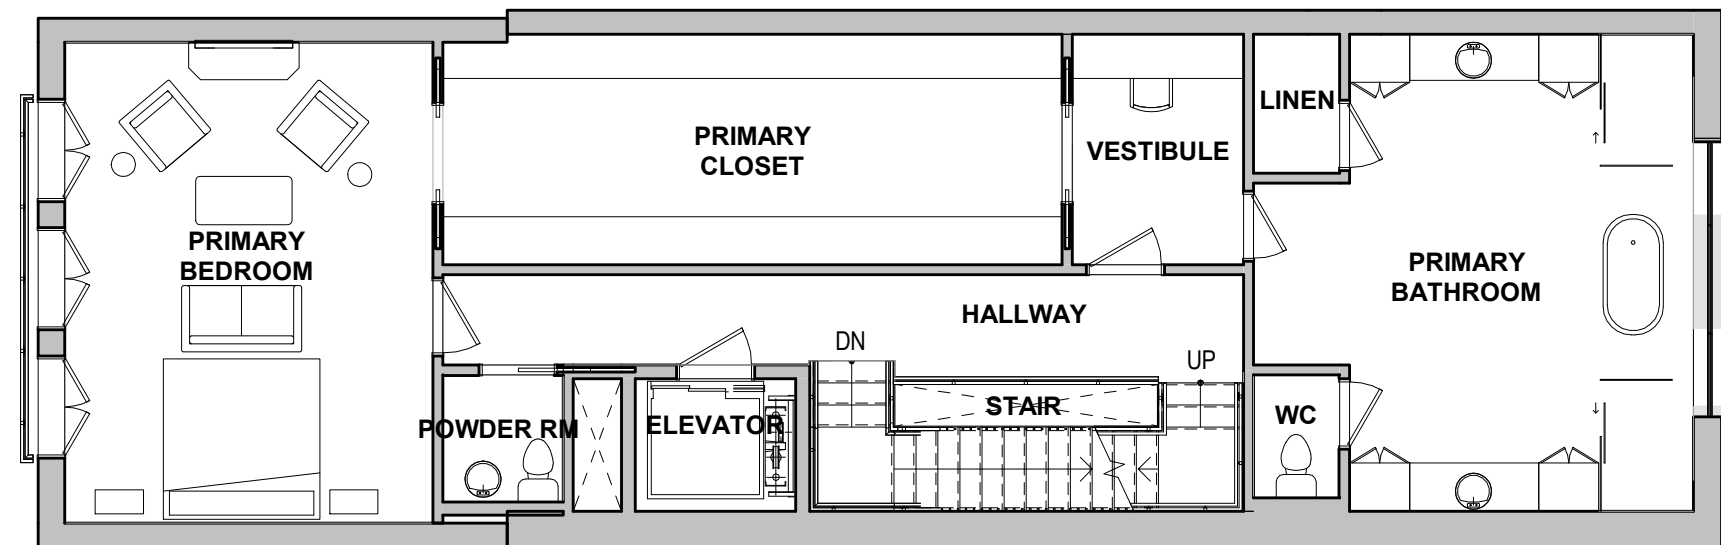 LINEN
PRIMARY
CLOSET
VESTIBULE
PRIMARY
BEDROOM
PRIMARY
BATHROOM
HALLWAY
DN
UP
STAIR
POWDER RM
ELEVATOR
WC